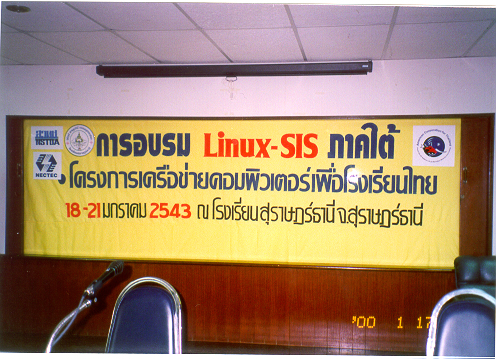 การอบรม Linux-SIS ภาคใต้
โครงการเครือข่ายคอมพิวเตอร์เพื่อโรงเรียนไทย
18-21 มกราคม 2543 ณ โรงเรียนสุราษฎร์ธานี จ.สุราษฎร์ธานี
NSTDA
NECTEC
'00 1 17